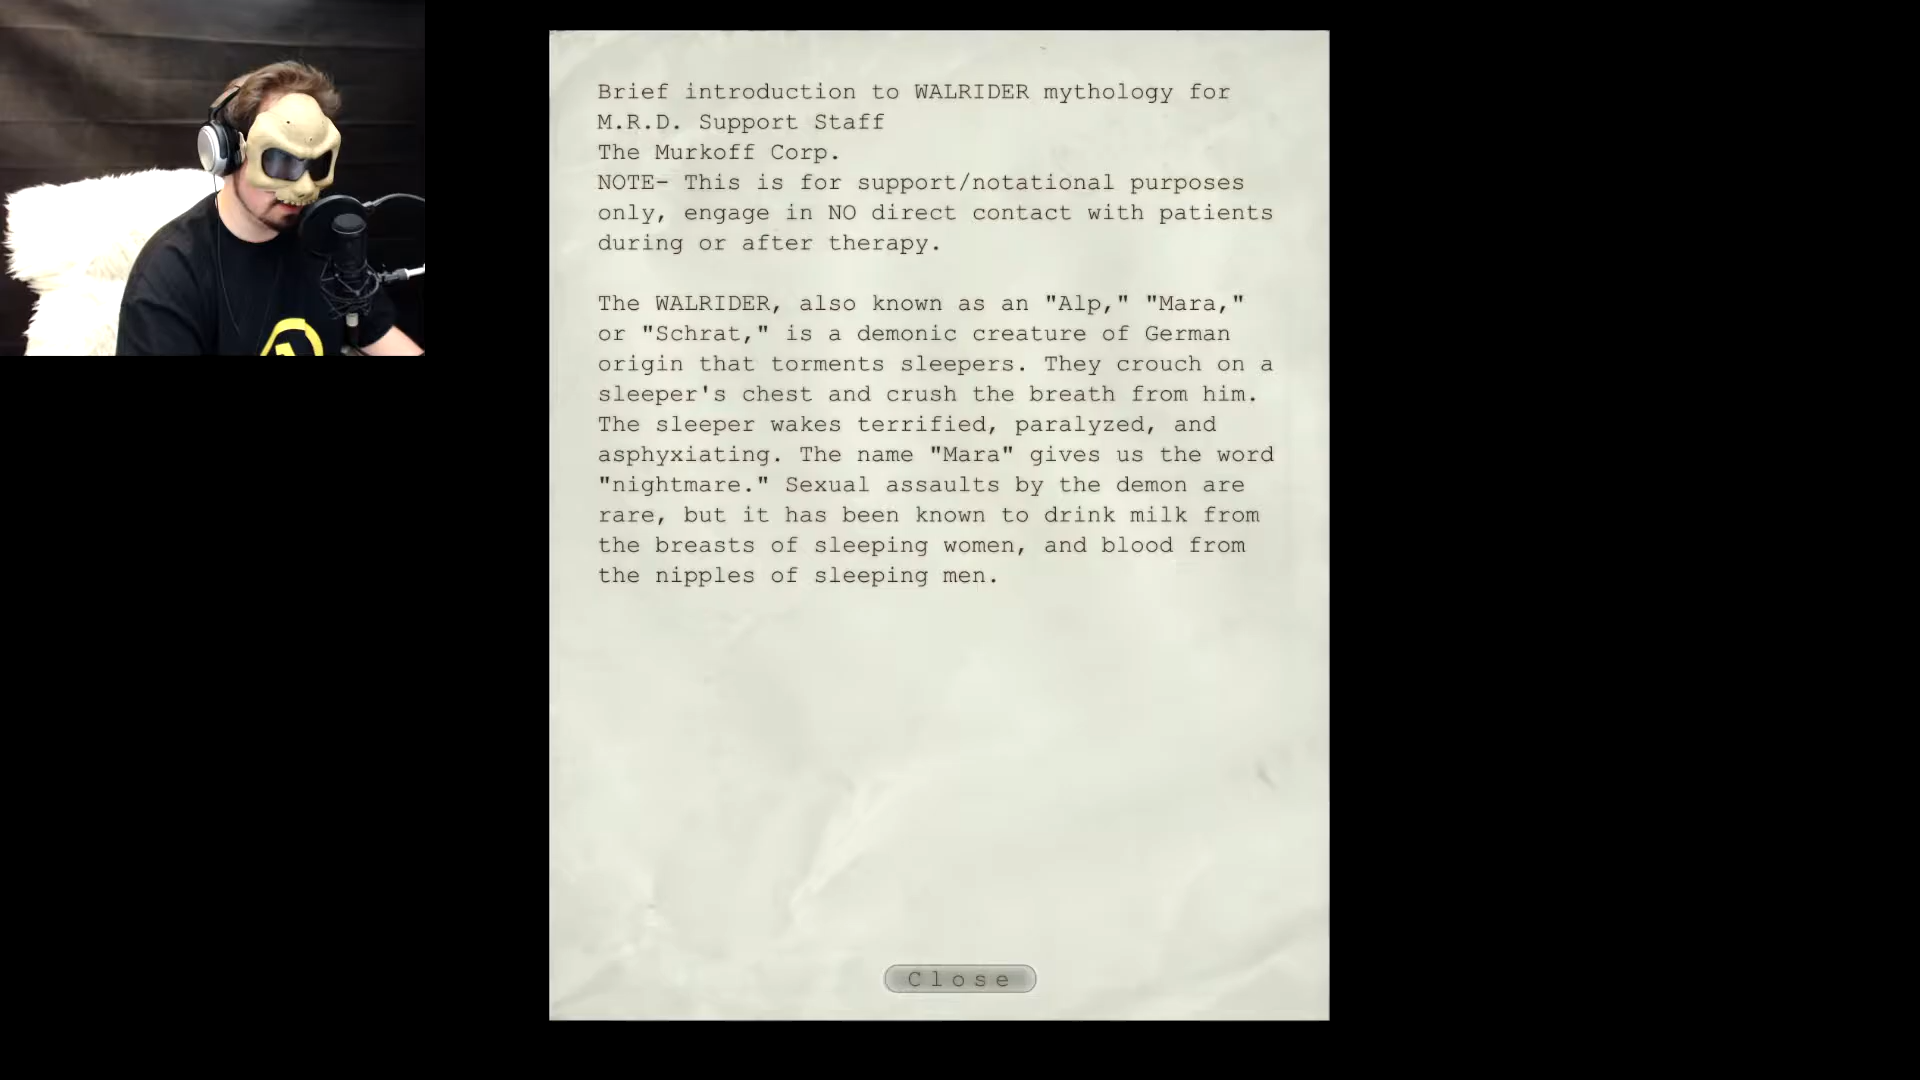 Brief introduction to WALRIDER mythology for
M.R.D. Support Staff
The Murkoff Corp.
NOTE- This is for support/notational purposes
only, engage in NO direct contact with patients
during or after therapy.
The WALRIDER, also known as an "Alp," "Mara,"
or "Schrat," is a demonic creature of German
origin that torments sleepers. They crouch on a
sleeper's chest and crush the breath from him.
The sleeper wakes terrified, paralyzed, and
asphyxiating. The name "Mara" gives us the word
"nightmare." Sexual assaults by the demon are
rare, but it has been known to drink milk from
the breasts of sleeping women, and blood from
the nipples of sleeping men.
Close